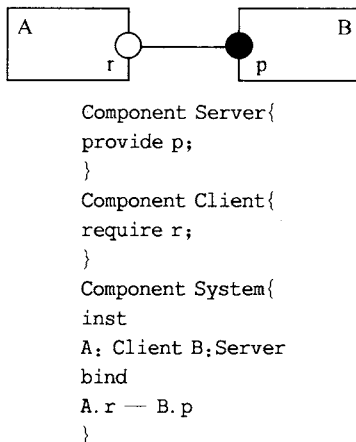 A B
r p
Component Server{
provide p;
}
Component Client{
require r;
}
Component System{
inst
A: Client B:Server
bind
A.r — B.p
}